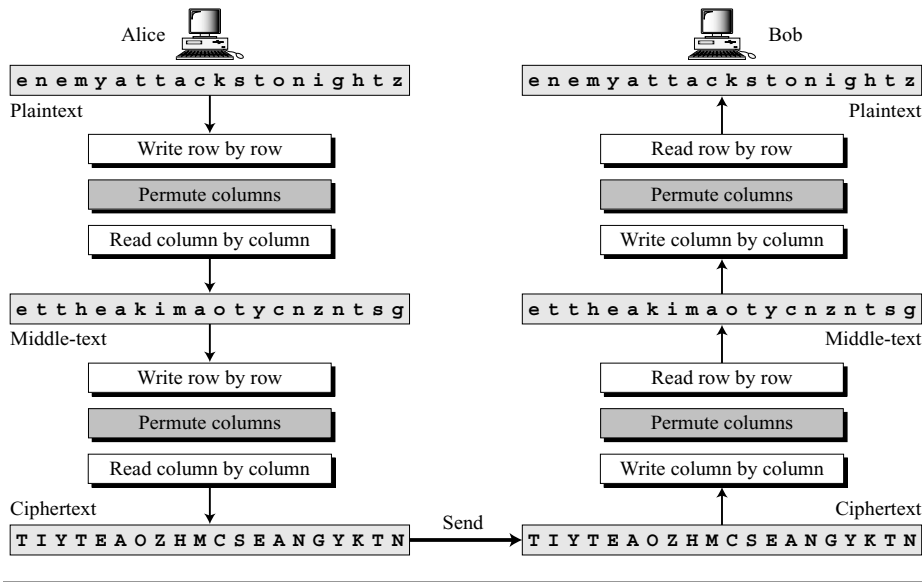 Alice
e n e m y a t t a c k s t o n i g h t z
Plaintext
Write row by row
Permute columns
Read column by column
e t t h e a k i m a o t y c n z n t s g
Middle-text
Write row by row
Permute columns
Read column by column
Ciphertext
T I Y T E A O Z H M C S E A N G Y K T N
Send
Bob
e n e m y a t t a c k s t o n i g h t z
Plaintext
Read row by row
Permute columns
Write column by column
e t t h e a k i m a o t y c n z n t s g
Middle-text
Read row by row
Permute columns
Write column by column
Ciphertext
T I Y T E A O Z H M C S E A N G Y K T N